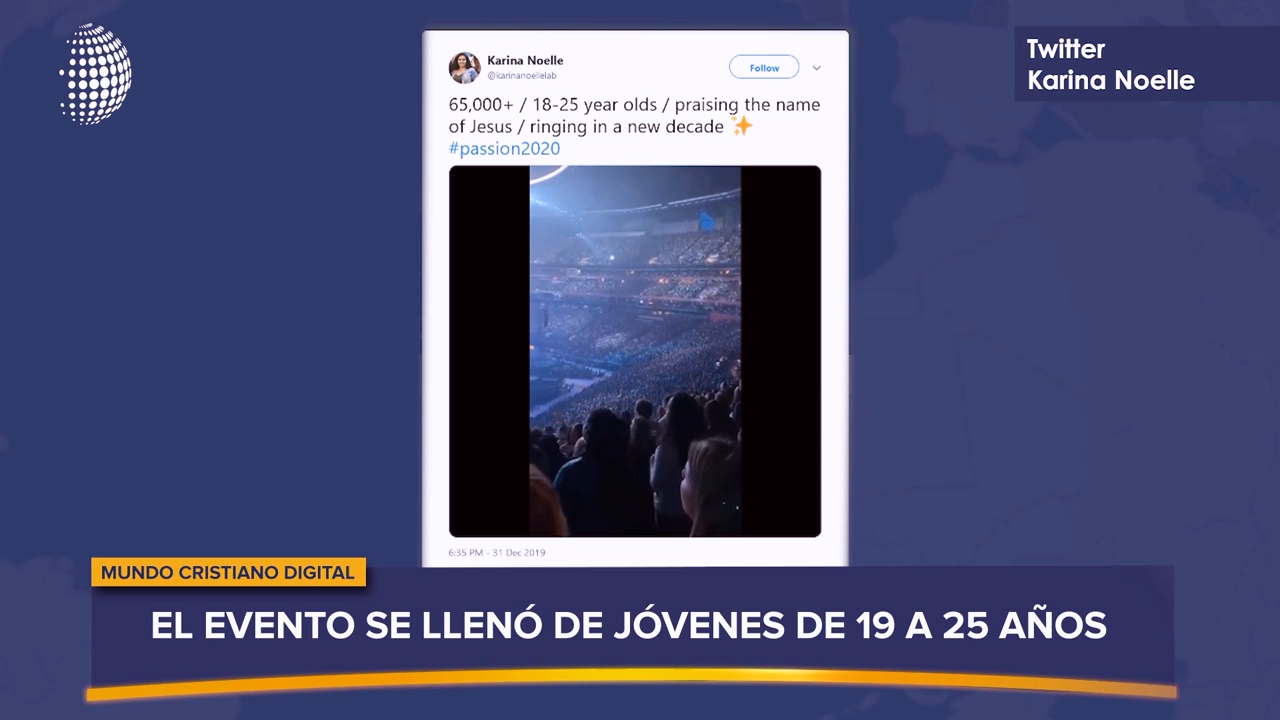 Twitter
Karina Noelle
Karina Noelle
@karinanoellelab
Follow
65,000+ / 18-25 year olds / praising the name
of Jesus / ringing in a new decade ✨
#passion2020
6:35 PM - 31 Dec 2019
MUNDO CRISTIANO DIGITAL
EL EVENTO SE LLENÓ DE JÓVENES DE 19 A 25 AÑOS